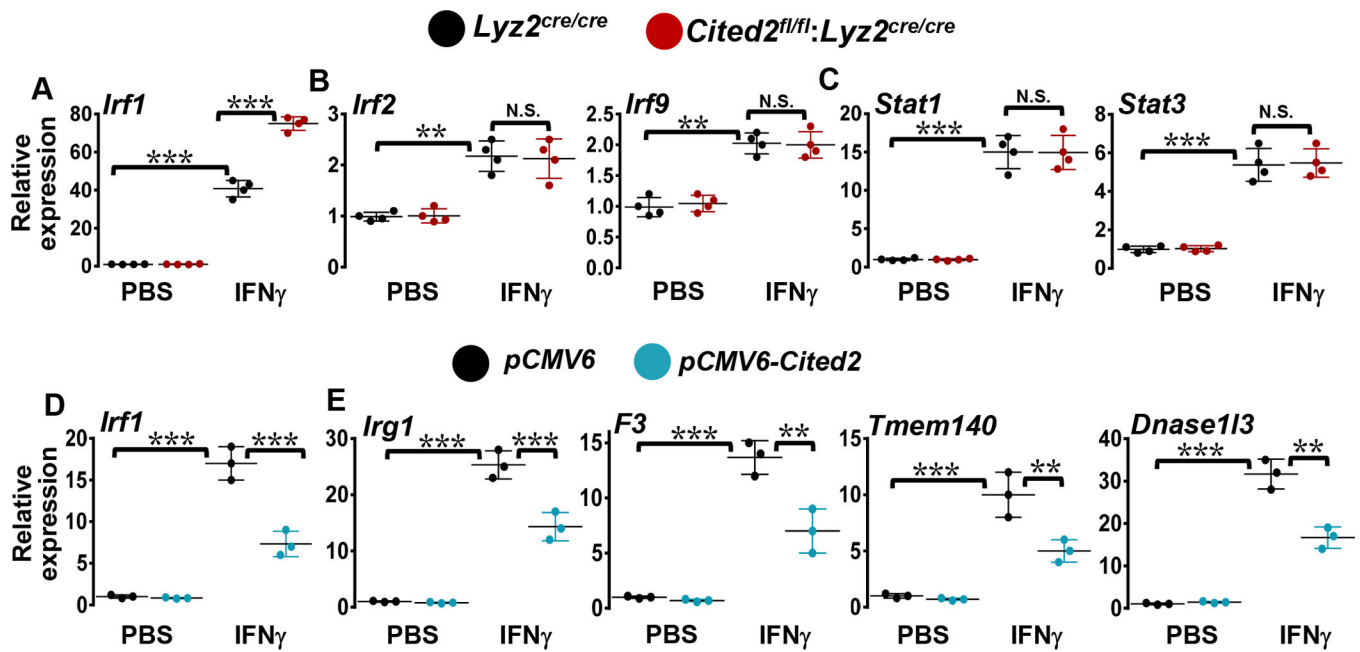 Lyz2cre/cre Cited2fl/fl:Lyz2cre/cre
A B C
Irf1 Irf2 Irf9 Stat1 Stat3
Relative expression
80
60
40
20
0
*** ***
PBS IFNγ
4
3
2
1
0
** N.S.
PBS IFNγ
2.5
2.0
1.5
1.0
0.5
0.0
** N.S.
PBS IFNγ
20
15
10
5
0
*** N.S.
PBS IFNγ
8
6
4
2
0
*** N.S.
PBS IFNγ
pCMV6 pCMV6-Cited2
D E
Irf1 Irg1 F3 Tmem140 Dnase1l3
Relative expression
20
15
10
5
0
*** ***
PBS IFNγ
30
20
10
0
*** ***
PBS IFNγ
15
10
5
0
*** **
PBS IFNγ
15
10
5
0
*** **
PBS IFNγ
40
30
20
10
0
*** **
PBS IFNγ